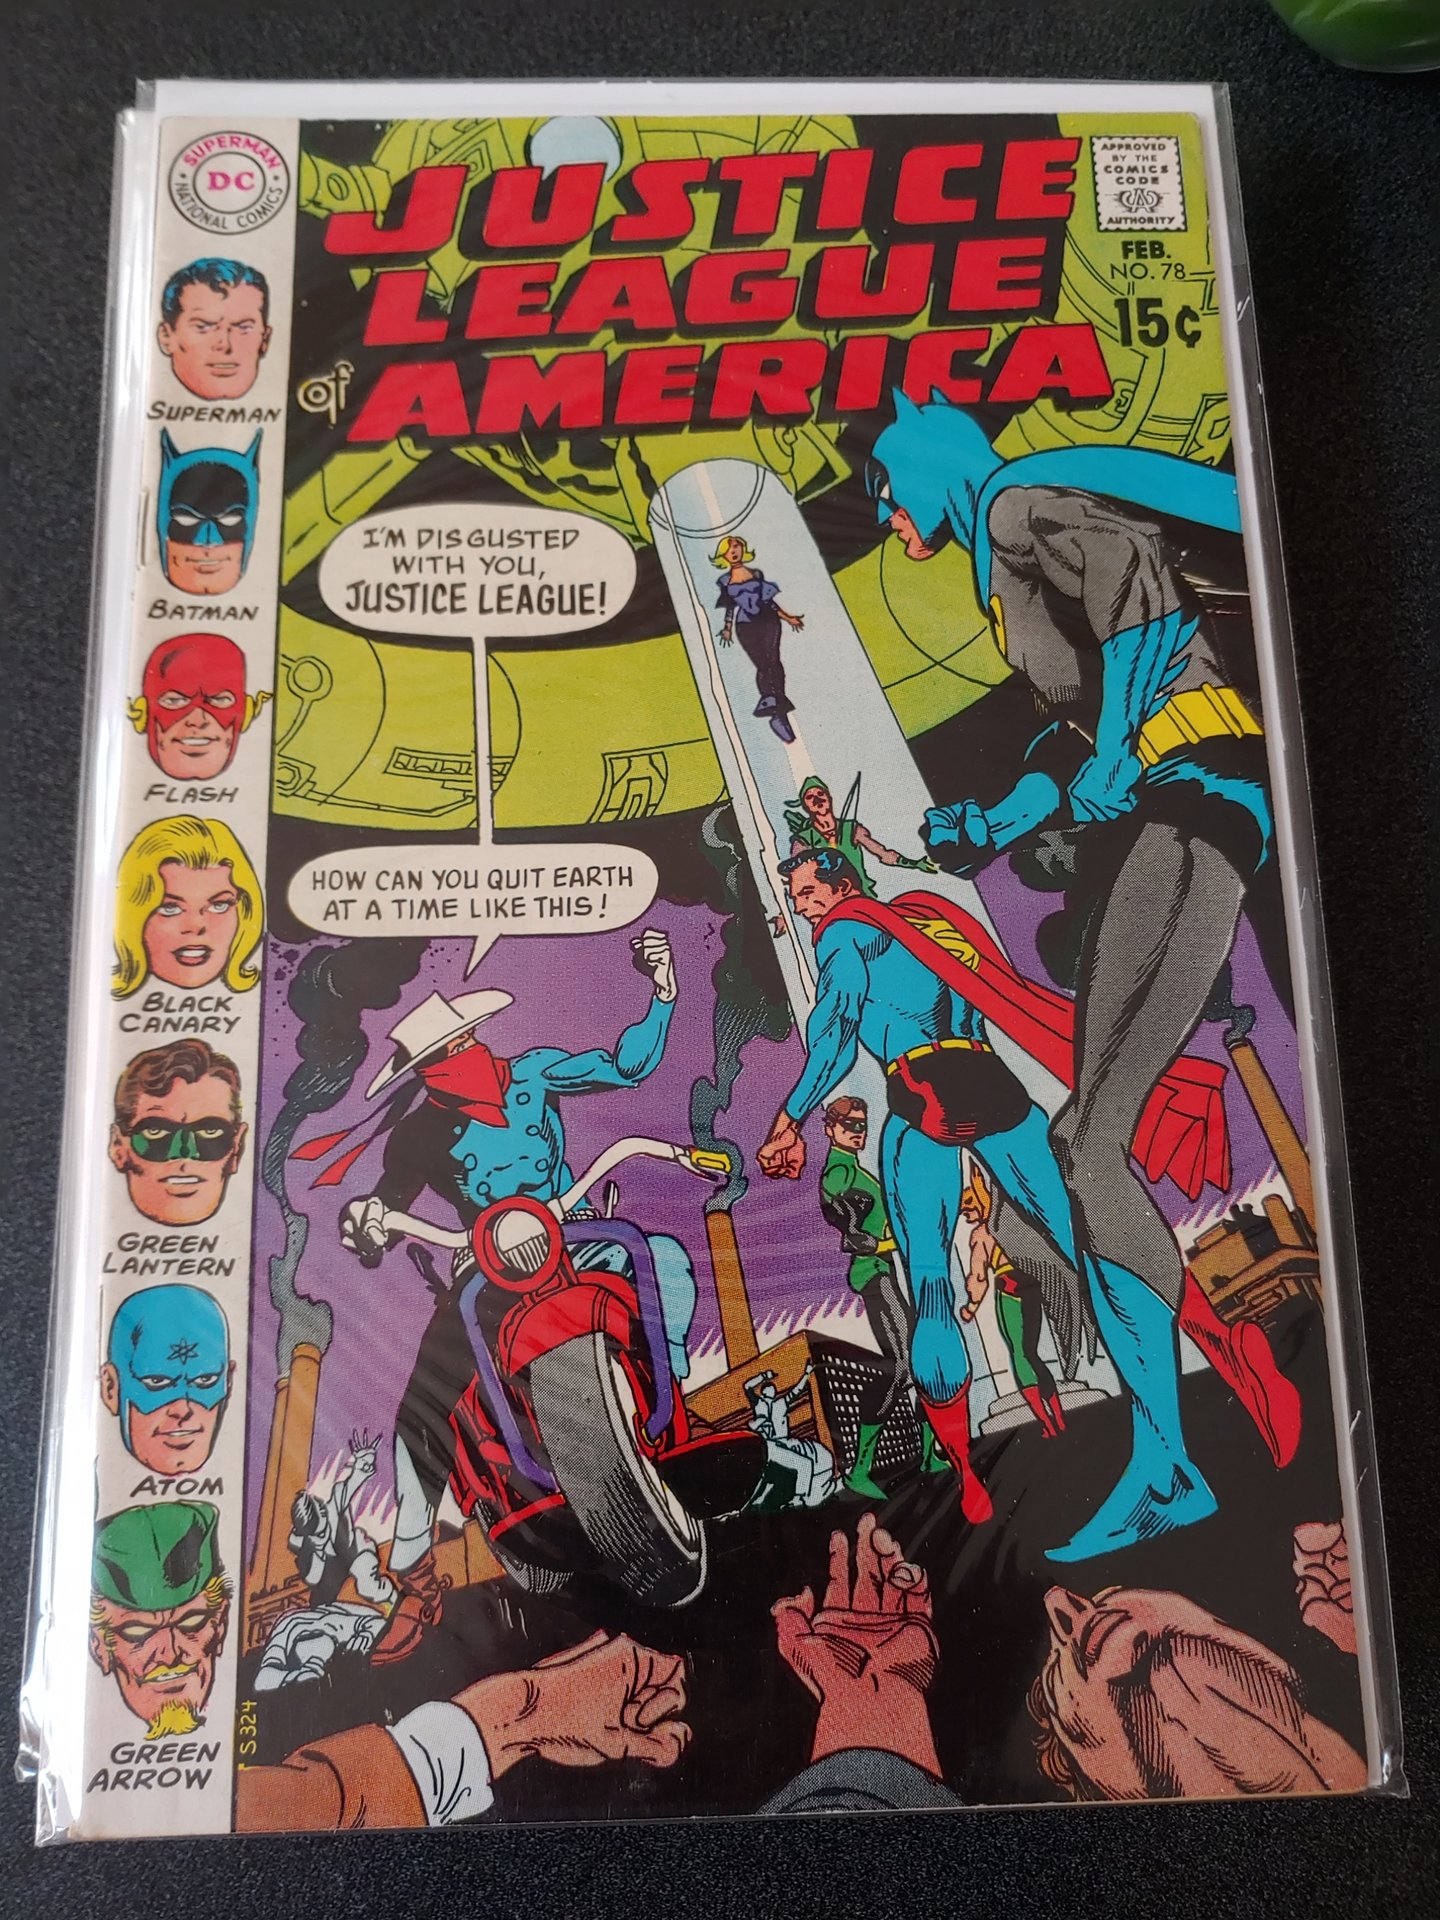 SUPERMAN
DC
NATIONAL COMICS
JUSTICE
LEAGUE
of AMERICA
APPROVED
BY THE
COMICS
CODE
CA
AUTHORITY
FEB.
NO. 78
15¢
SUPERMAN
BATMAN
FLASH
BLACK
CANARY
GREEN
LANTERN
ATOM
GREEN
ARROW
I'M DISGUSTED
WITH YOU,
JUSTICE LEAGUE!
HOW CAN YOU QUIT EARTH
AT A TIME LIKE THIS!
S324